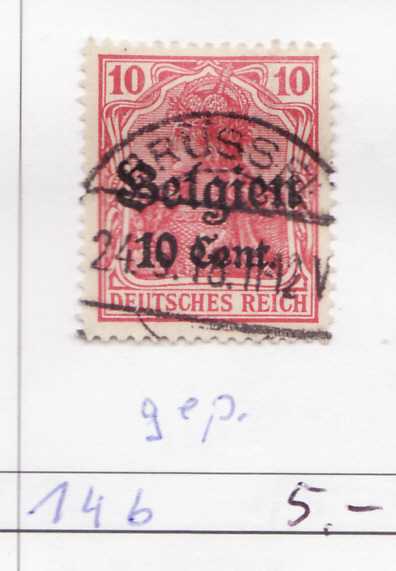 10 10
BRÜSSEL
Belgien
10 Cent.
DEUTSCHES REICH
gep.
14b 5.-